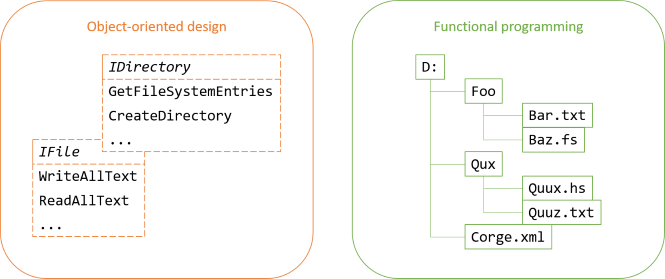 Object-oriented design
IDirectory
GetFileSystemEntries
CreateDirectory
...
IFile
WriteAllText
ReadAllText
...
Functional programming
D:
Foo
Bar.txt
Baz.fs
Qux
Quux.hs
Quuz.txt
Corge.xml